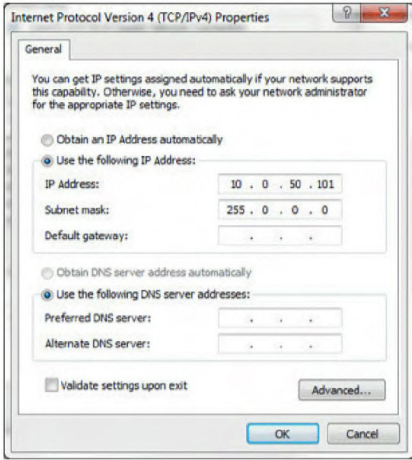 Internet Protocol Version 4 (TCP/IPv4) Properties
General
You can get IP settings assigned automatically if your network supports
this capability. Otherwise, you need to ask your network administrator
for the appropriate IP settings.
Obtain an IP Address automatically
Use the following IP Address:
IP Address: 10 . 0 . 50 . 101
Subnet mask: 255 . 0 . 0 . 0
Default gateway: . . .
Obtain DNS server address automatically
Use the following DNS server addresses:
Preferred DNS server: . . .
Alternate DNS server: . . .
Validate settings upon exit
Advanced...
OK Cancel